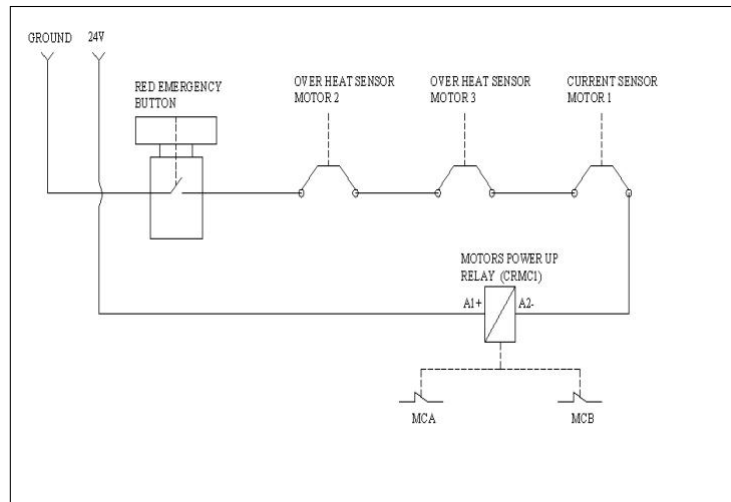 GROUND 24V
RED EMERGENCY
BUTTON
OVER HEAT SENSOR
MOTOR 2
OVER HEAT SENSOR
MOTOR 3
CURRENT SENSOR
MOTOR 1
MOTORS POWER UP
RELAY (CRMC1)
A1+ A2-
MCA MCB